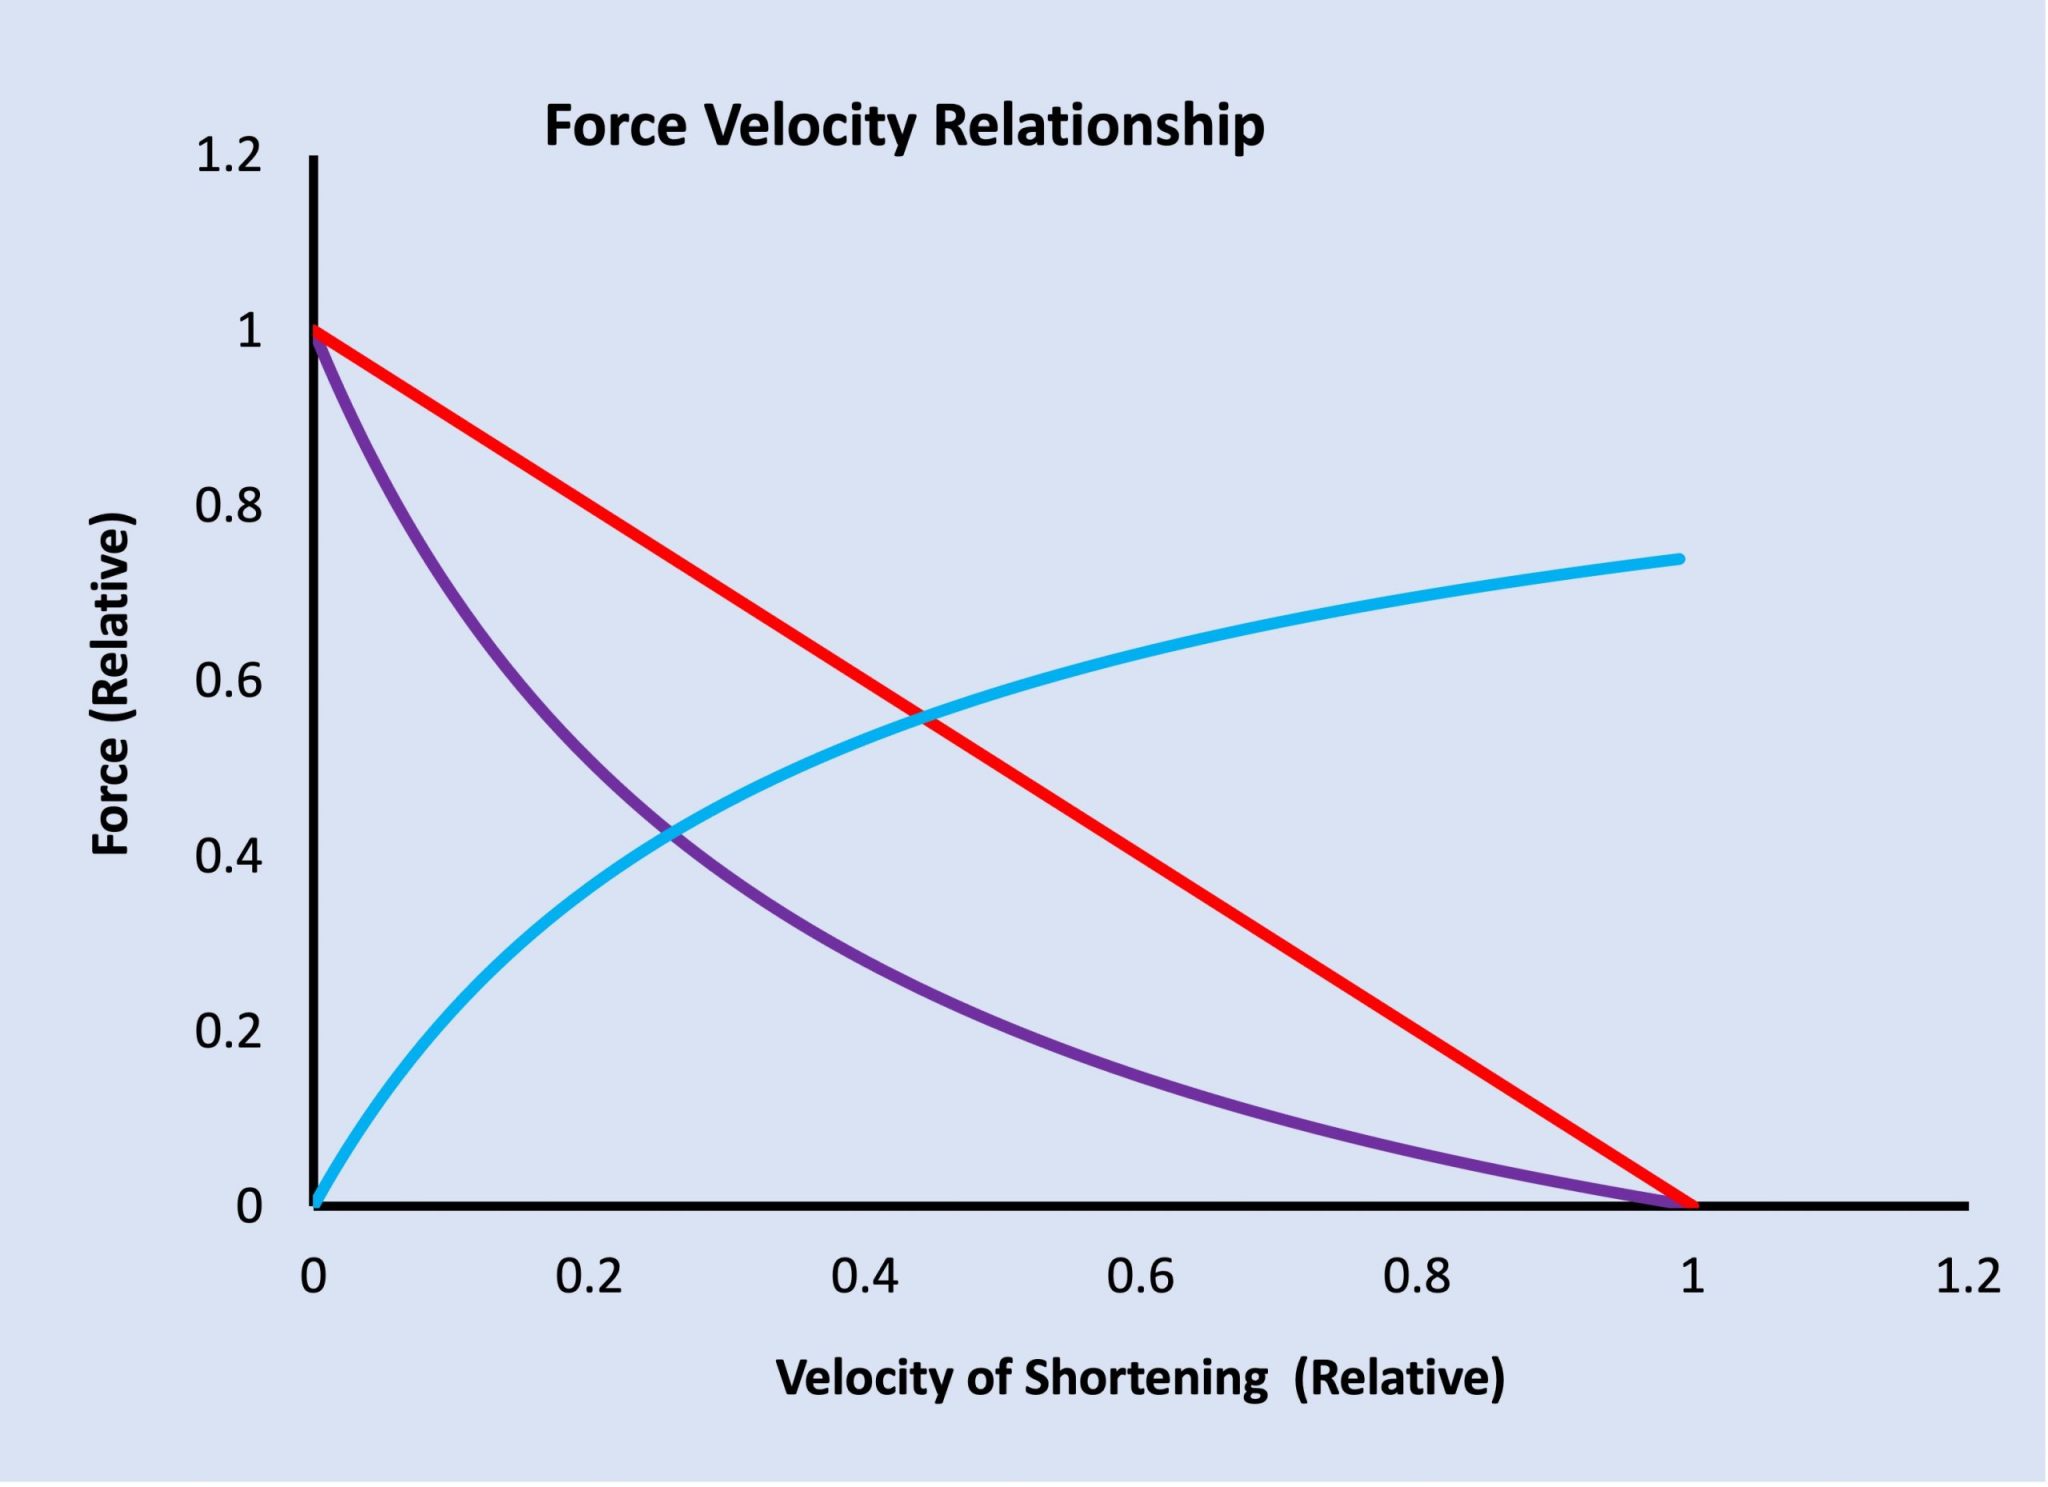 Force Velocity Relationship
1.2
1
0.8
0.6
0.4
0.2
0
Force (Relative)
0 0.2 0.4 0.6 0.8 1 1.2
Velocity of Shortening (Relative)